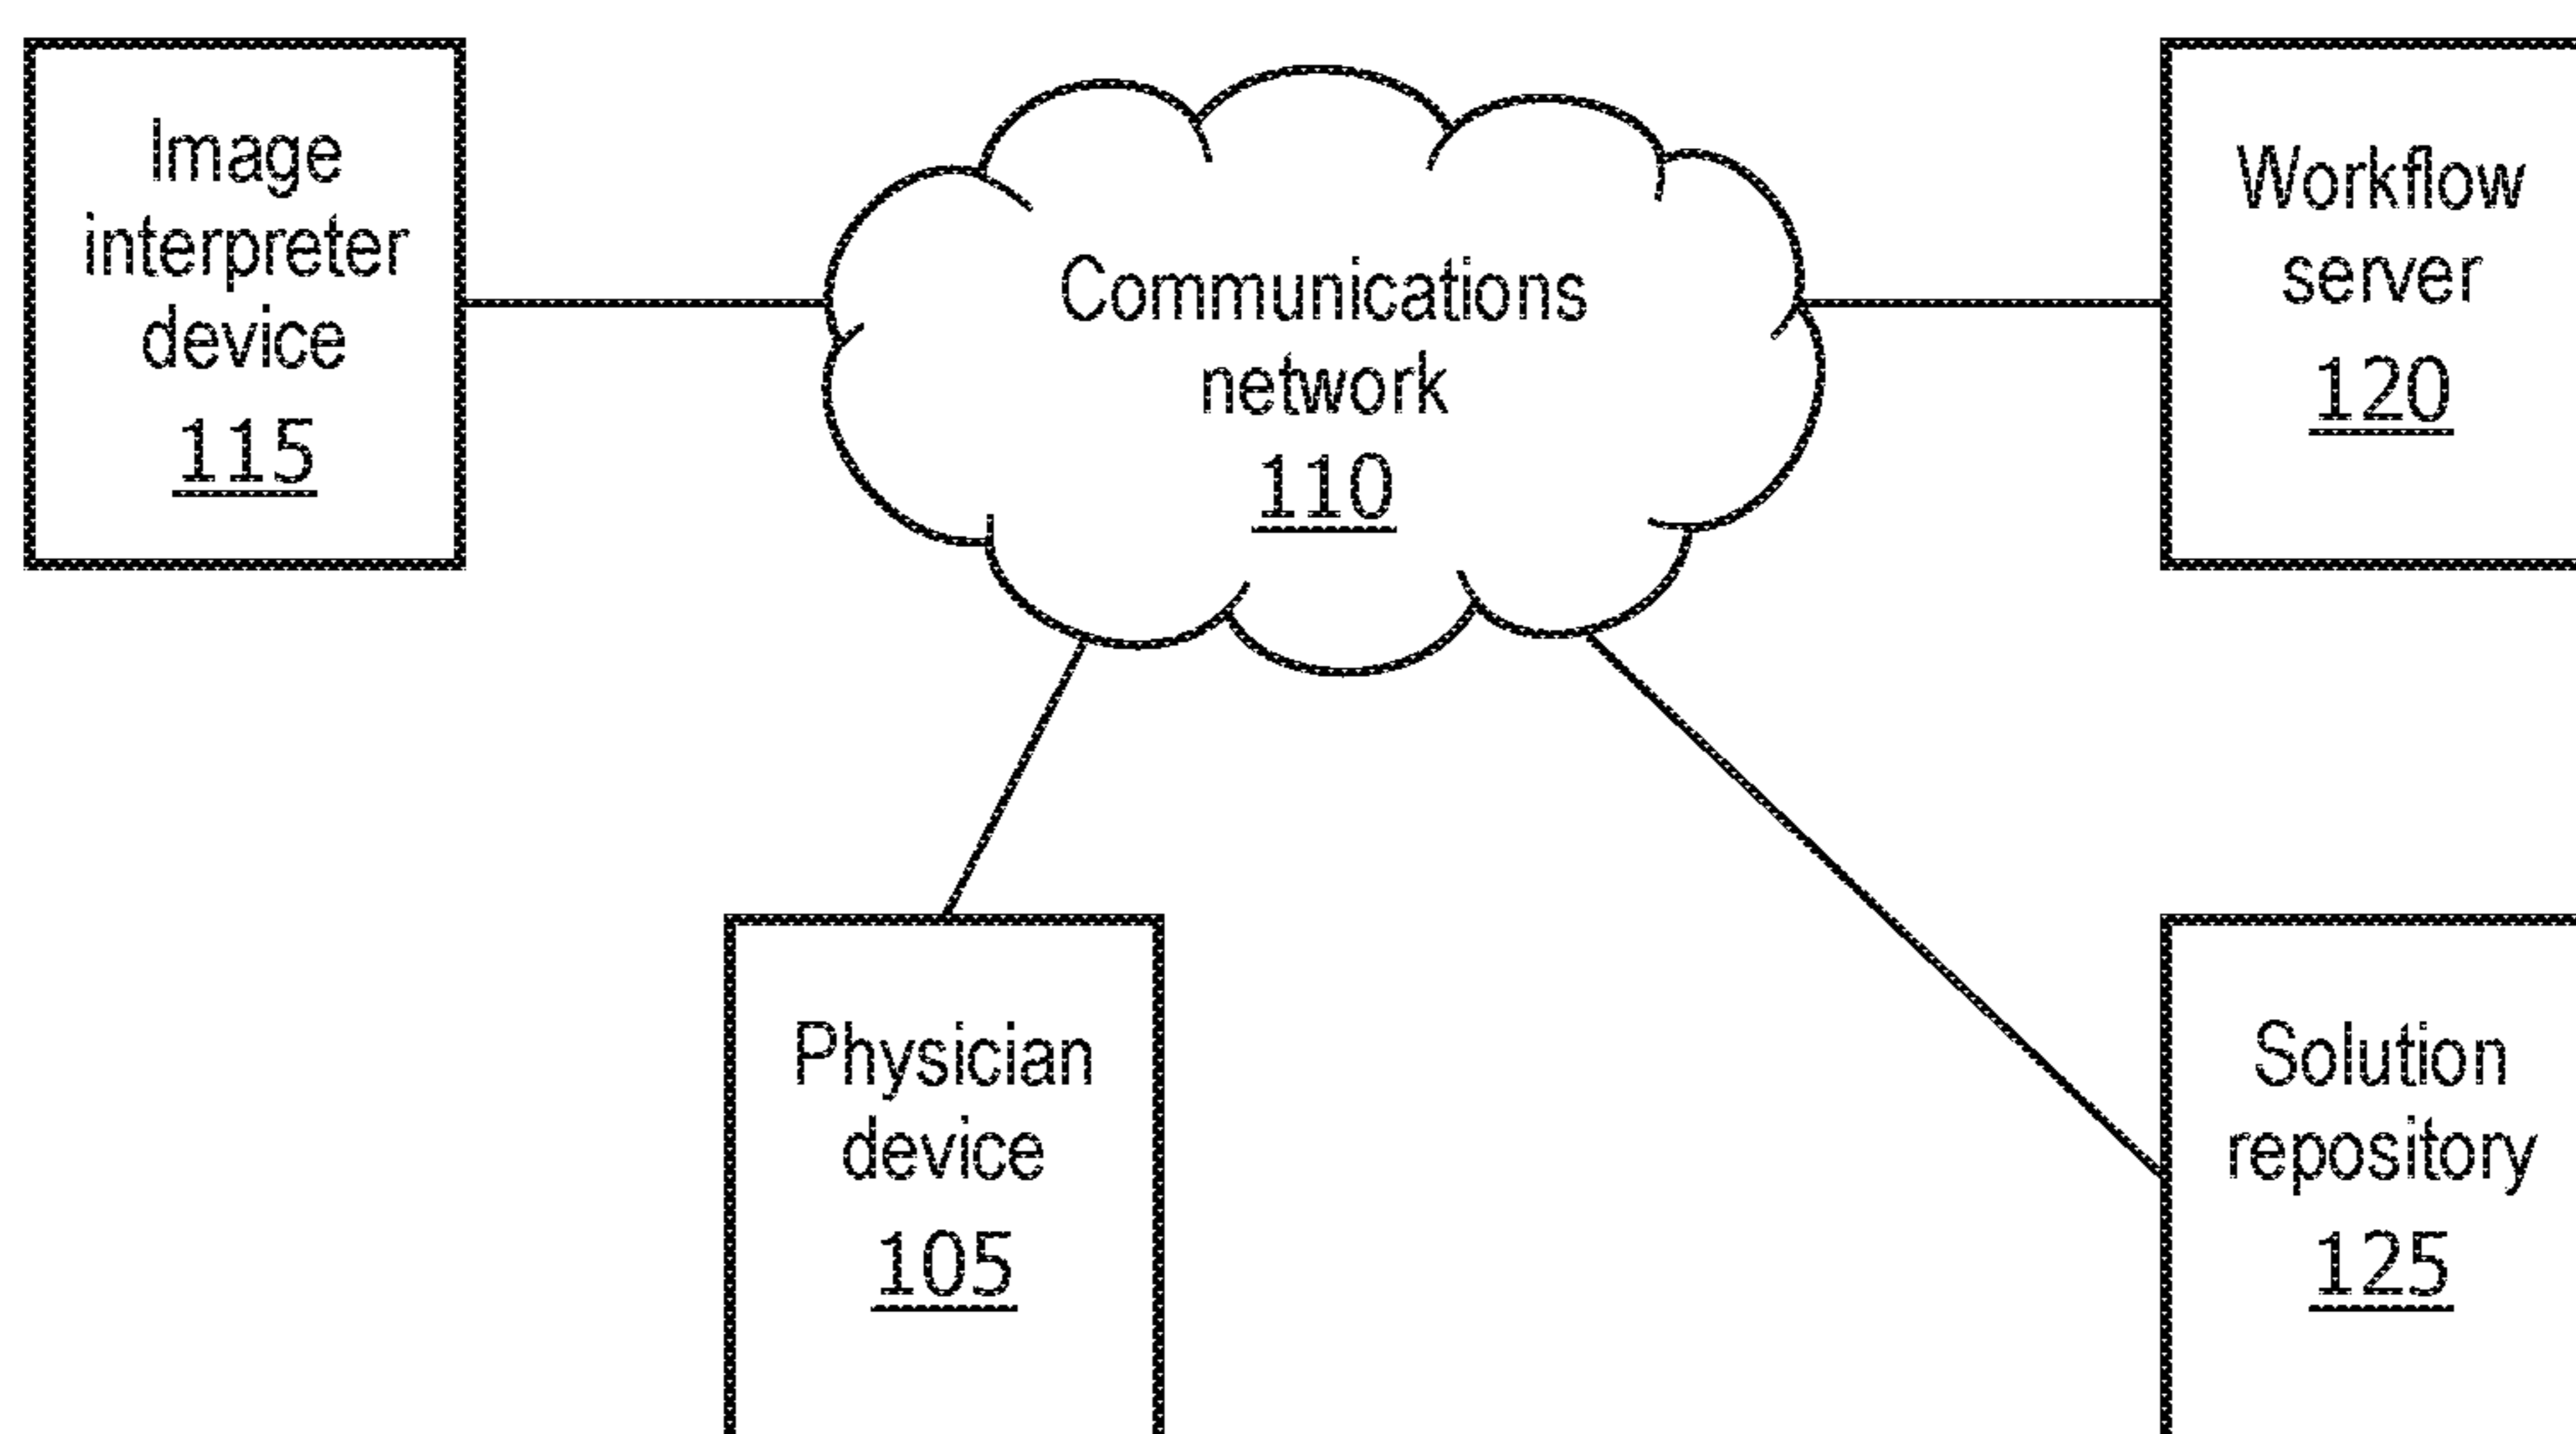 Image
interpreter
device
115
Communications
network
110
Workflow
server
120
Physician
device
105
Solution
repository
125